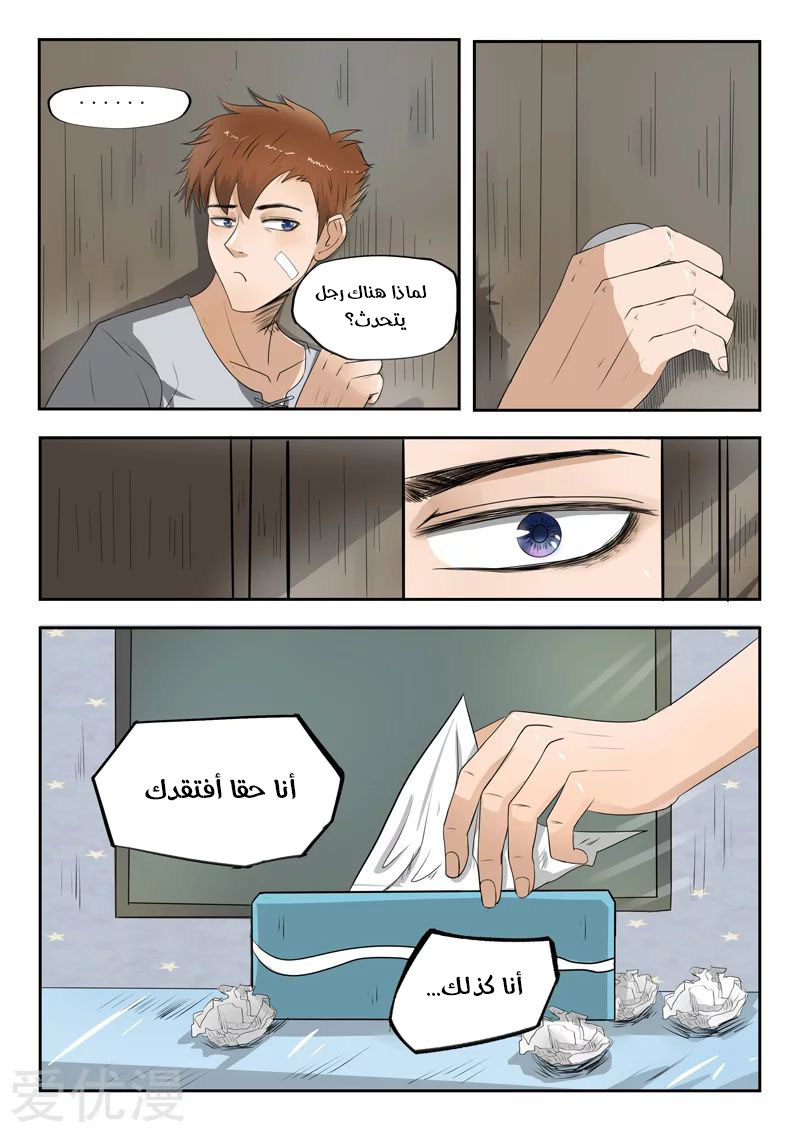 ......
لماذا هناك رجل
يتحدث؟
أنا حقا أفتقدك
أنا كذلك...
爱优漫